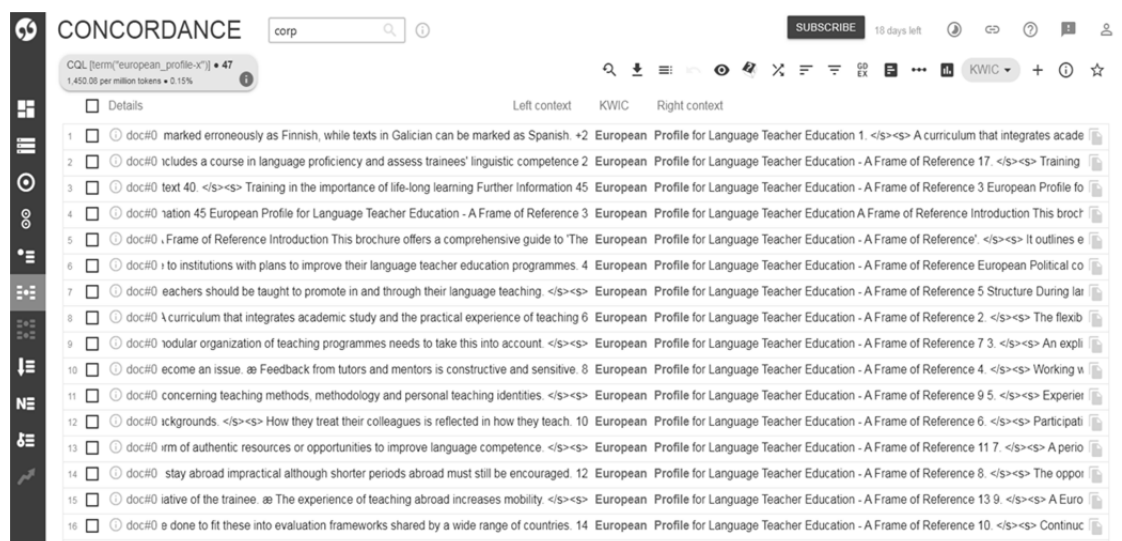 CONCORDANCE corp SUBSCRIBE 18 days left
CQL [term("european_profile-x")] • 47
1,450.08 per million tokens • 0.15%
GD EX KWIC
Details Left context KWIC Right context
1 doc#0 marked erroneously as Finnish, while texts in Galician can be marked as Spanish. +2 European Profile for Language Teacher Education 1. </s><s> A curriculum that integrates acade
2 doc#0 ncludes a course in language proficiency and assess trainees' linguistic competence 2 European Profile for Language Teacher Education - A Frame of Reference 17. </s><s> Training
3 doc#0 text 40. </s><s> Training in the importance of life-long learning Further Information 45 European Profile for Language Teacher Education - A Frame of Reference 3 European Profile fo
4 doc#0 nation 45 European Profile for Language Teacher Education - A Frame of Reference 3 European Profile for Language Teacher Education A Frame of Reference Introduction This broch
5 doc#0 Frame of Reference Introduction This brochure offers a comprehensive guide to 'The European Profile for Language Teacher Education - A Frame of Reference'. </s><s> It outlines e
6 doc#0 to institutions with plans to improve their language teacher education programmes. 4 European Profile for Language Teacher Education - A Frame of Reference European Political co
7 doc#0 eachers should be taught to promote in and through their language teaching. </s><s> European Profile for Language Teacher Education - A Frame of Reference 5 Structure During lar
8 doc#0 A curriculum that integrates academic study and the practical experience of teaching 6 European Profile for Language Teacher Education - A Frame of Reference 2. </s><s> The flexib
9 doc#0 nodular organization of teaching programmes needs to take this into account. </s><s> European Profile for Language Teacher Education - A Frame of Reference 7 3. </s><s> An expli
10 doc#0 ecome an issue. æ Feedback from tutors and mentors is constructive and sensitive. 8 European Profile for Language Teacher Education - A Frame of Reference 4. </s><s> Working w
11 doc#0 concerning teaching methods, methodology and personal teaching identities. </s><s> European Profile for Language Teacher Education - A Frame of Reference 9 5. </s><s> Experier
12 doc#0 ackgrounds. </s><s> How they treat their colleagues is reflected in how they teach. 10 European Profile for Language Teacher Education - A Frame of Reference 6. </s><s> Participati
13 doc#0 rm of authentic resources or opportunities to improve language competence. </s><s> European Profile for Language Teacher Education - A Frame of Reference 11 7. </s><s> A perio
14 doc#0 stay abroad impractical although shorter periods abroad must still be encouraged. 12 European Profile for Language Teacher Education - A Frame of Reference 8. </s><s> The oppor
15 doc#0 iative of the trainee. æ The experience of teaching abroad increases mobility. </s><s> European Profile for Language Teacher Education - A Frame of Reference 13 9. </s><s> A Euro
16 doc#0 e done to fit these into evaluation frameworks shared by a wide range of countries. 14 European Profile for Language Teacher Education - A Frame of Reference 10. </s><s> Continuc